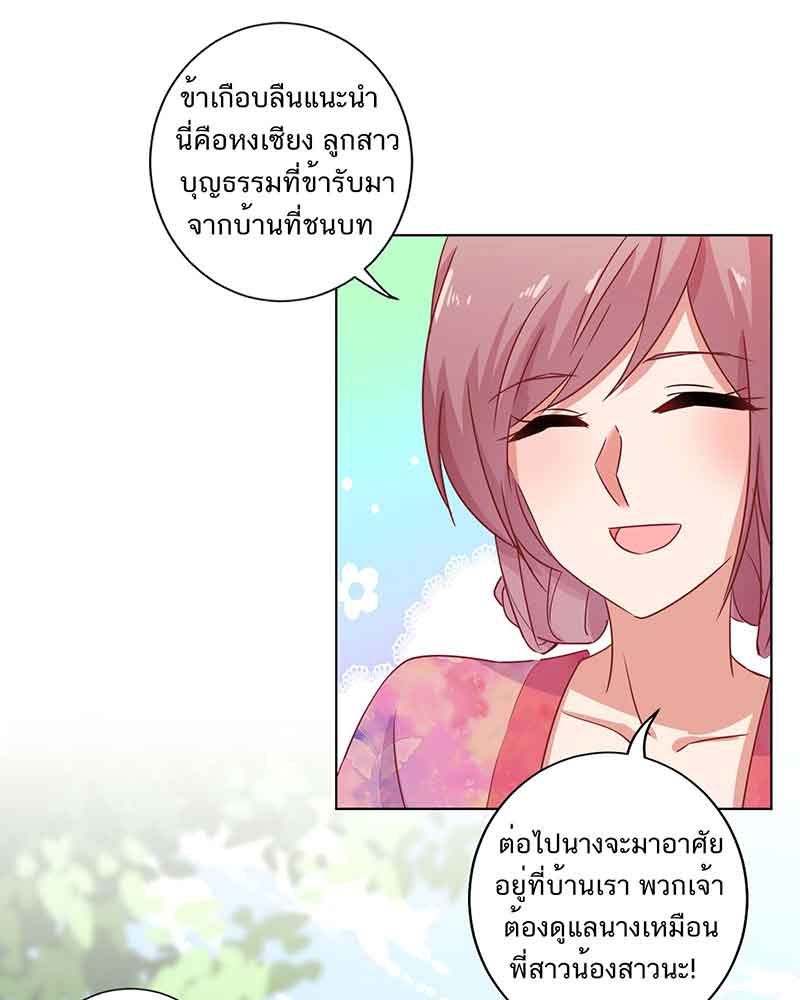 ข้าเกือบลืนแนะนำ
นี่คือหงเซียง ลูกสาว
บุญธรรมที่ข้ารับมา
จากบ้านที่ชนบท
ต่อไปนางจะมาอาศัย
อยู่ที่บ้านเรา พวกเจ้า
ต้องดูแลนางเหมือน
พี่สาวน้องสาวนะ!